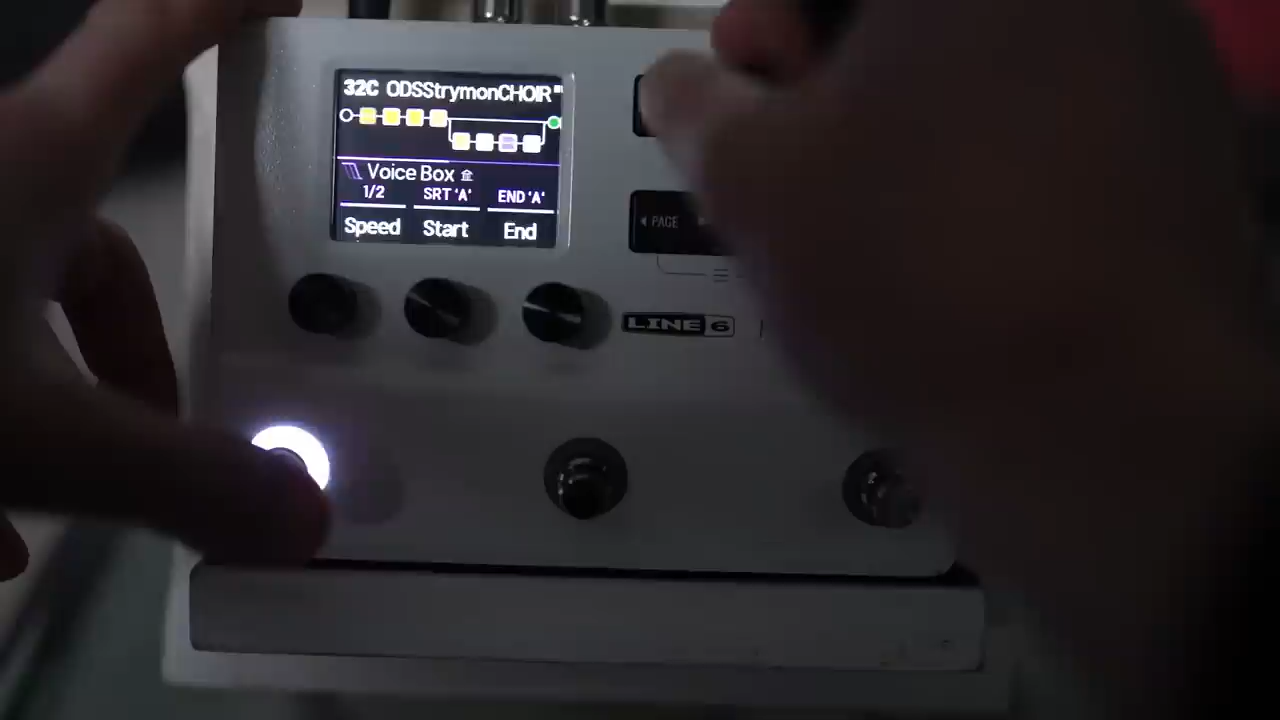 32C ODSStrymonCHOIR"
Voice Box
1/2 SRT 'A' END 'A'
Speed Start End
PAGE
LINE 6